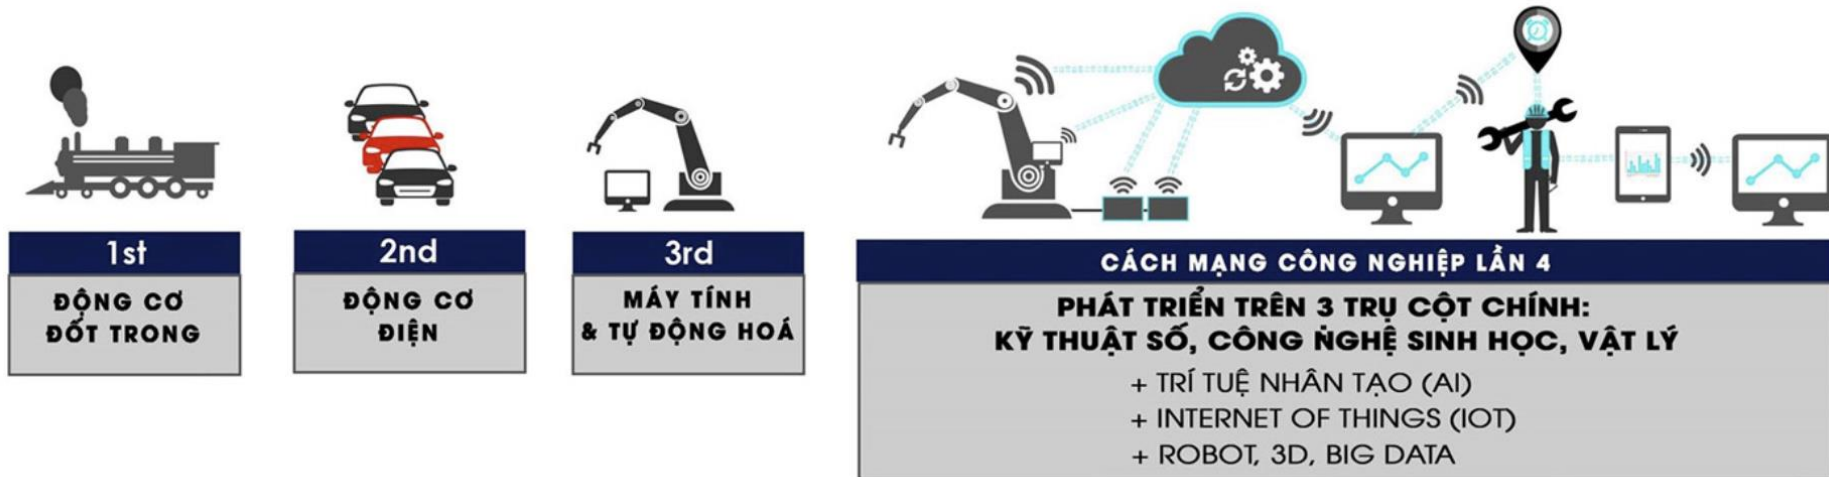 1st
ĐỘNG CƠ
ĐỐT TRONG
2nd
ĐỘNG CƠ
ĐIỆN
3rd
MÁY TÍNH
& TỰ ĐỘNG HOÁ
CÁCH MẠNG CÔNG NGHIỆP LẦN 4
PHÁT TRIỂN TRÊN 3 TRỤ CỘT CHÍNH:
KỸ THUẬT SỐ, CÔNG NGHỆ SINH HỌC, VẬT LÝ
+ TRÍ TUỆ NHÂN TẠO (AI)
+ INTERNET OF THINGS (IOT)
+ ROBOT, 3D, BIG DATA